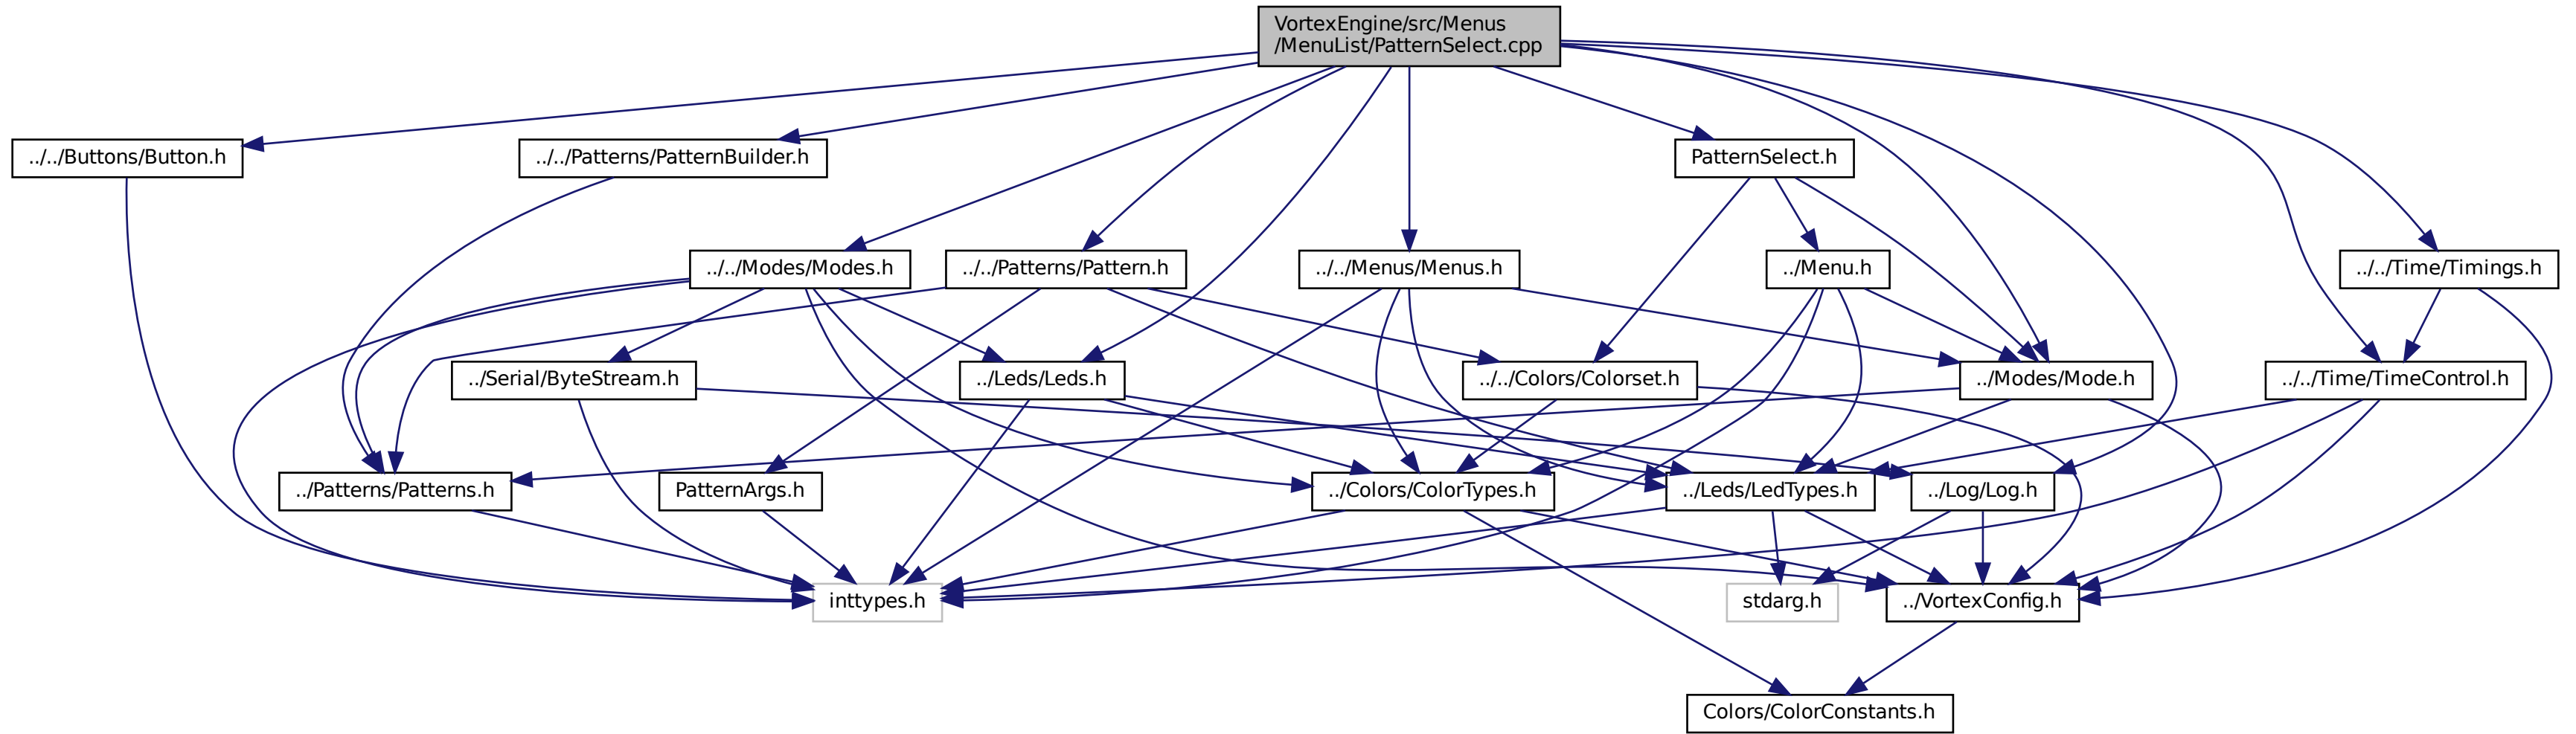 VortexEngine/src/Menus
/MenuList/PatternSelect.cpp
../../Buttons/Button.h
../../Patterns/PatternBuilder.h
PatternSelect.h
../../Modes/Modes.h
../../Patterns/Pattern.h
../../Menus/Menus.h
../Menu.h
../../Time/Timings.h
../Serial/ByteStream.h
../Leds/Leds.h
../../Colors/Colorset.h
../Modes/Mode.h
../../Time/TimeControl.h
../Patterns/Patterns.h
PatternArgs.h
../Colors/ColorTypes.h
../Leds/LedTypes.h
../Log/Log.h
inttypes.h
stdarg.h
../VortexConfig.h
Colors/ColorConstants.h